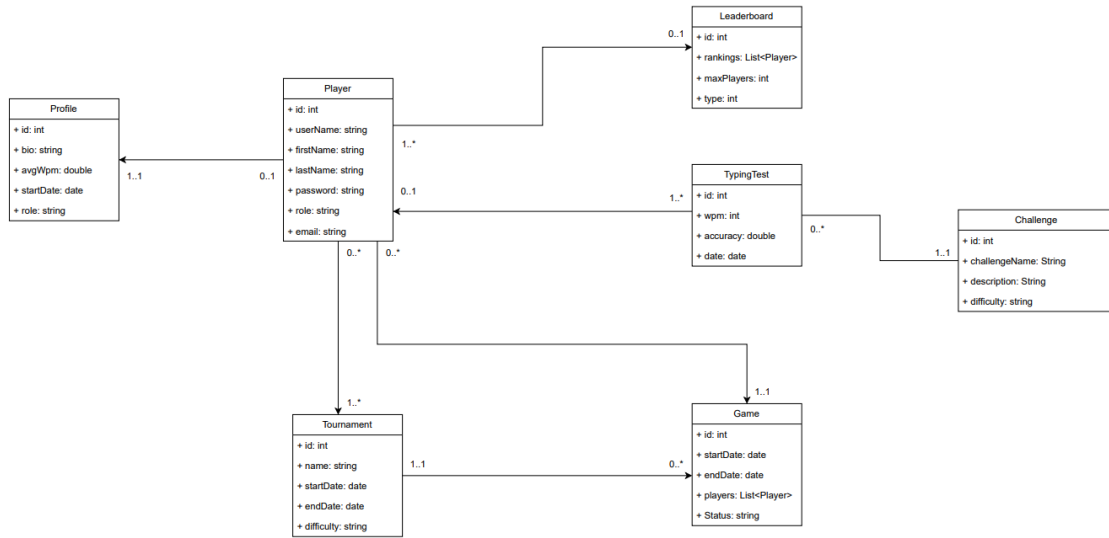 Leaderboard
+ id: int
+ rankings: List<Player>
+ maxPlayers: int
+ type: int
0..1
Player
+ id: int
+ userName: string
+ firstName: string
+ lastName: string
+ password: string
+ role: string
+ email: string
1..*
Profile
+ id: int
+ bio: string
+ avgWpm: double
+ startDate: date
+ role: string
1..1
0..1
0..1
1..*
TypingTest
+ id: int
+ wpm: int
+ accuracy: double
+ date: date
0..*
1..1
Challenge
+ id: int
+ challengeName: String
+ description: String
+ difficulty: string
0..*
0..*
1..*
1..1
Tournament
+ id: int
+ name: string
+ startDate: date
+ endDate: date
+ difficulty: string
1..1
0..*
Game
+ id: int
+ startDate: date
+ endDate: date
+ players: List<Player>
+ Status: string